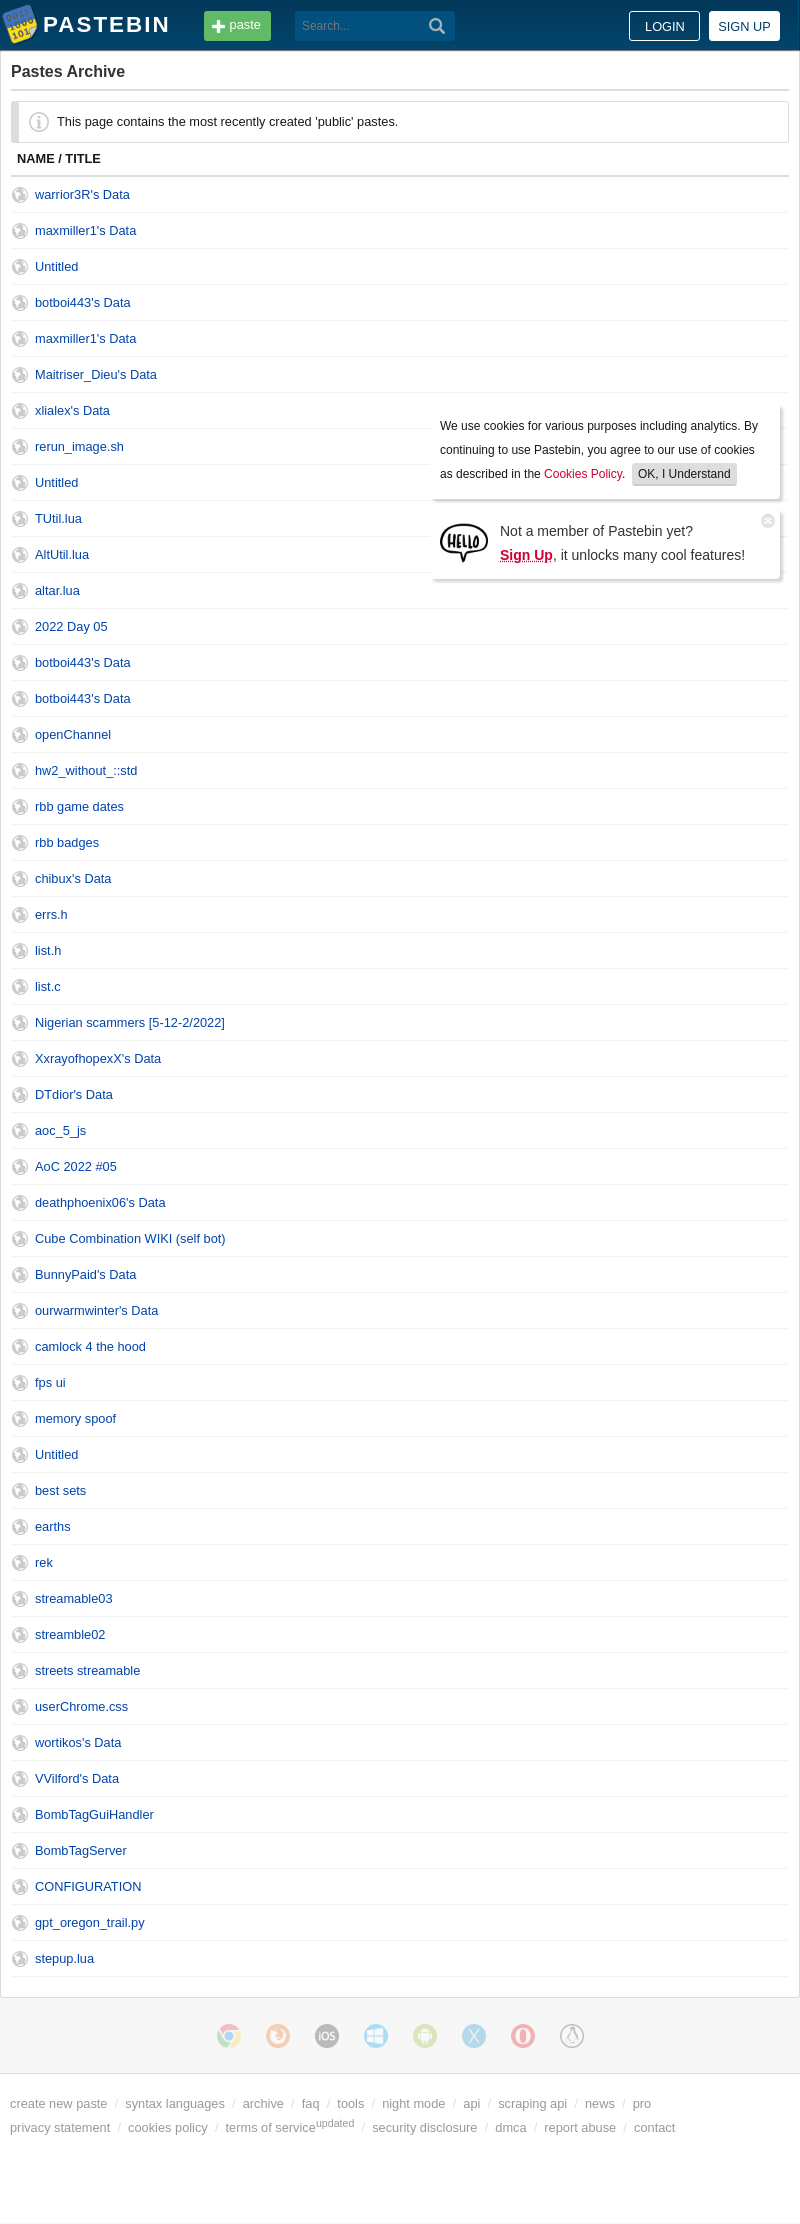 PASTEBIN
paste
Search...
LOGIN
SIGN UP
Pastes Archive
This page contains the most recently created 'public' pastes.
NAME / TITLE
warrior3R's Data
maxmiller1's Data
Untitled
botboi443's Data
maxmiller1's Data
Maitriser_Dieu's Data
xlialex's Data
rerun_image.sh
Untitled
TUtil.lua
AltUtil.lua
altar.lua
2022 Day 05
botboi443's Data
botboi443's Data
openChannel
hw2_without_::std
rbb game dates
rbb badges
chibux's Data
errs.h
list.h
list.c
Nigerian scammers [5-12-2/2022]
XxrayofhopexX's Data
DTdior's Data
aoc_5_js
AoC 2022 #05
deathphoenix06's Data
Cube Combination WIKI (self bot)
BunnyPaid's Data
ourwarmwinter's Data
camlock 4 the hood
fps ui
memory spoof
Untitled
best sets
earths
rek
streamable03
streamble02
streets streamable
userChrome.css
wortikos's Data
VVilford's Data
BombTagGuiHandler
BombTagServer
CONFIGURATION
gpt_oregon_trail.py
stepup.lua
We use cookies for various purposes including analytics. By
continuing to use Pastebin, you agree to our use of cookies
as described in the Cookies Policy. OK, I Understand
HELLO
Not a member of Pastebin yet?
Sign Up, it unlocks many cool features!
iOS
create new paste / syntax languages / archive / faq / tools / night mode / api / scraping api / news / pro
privacy statement / cookies policy / terms of service updated / security disclosure / dmca / report abuse / contact